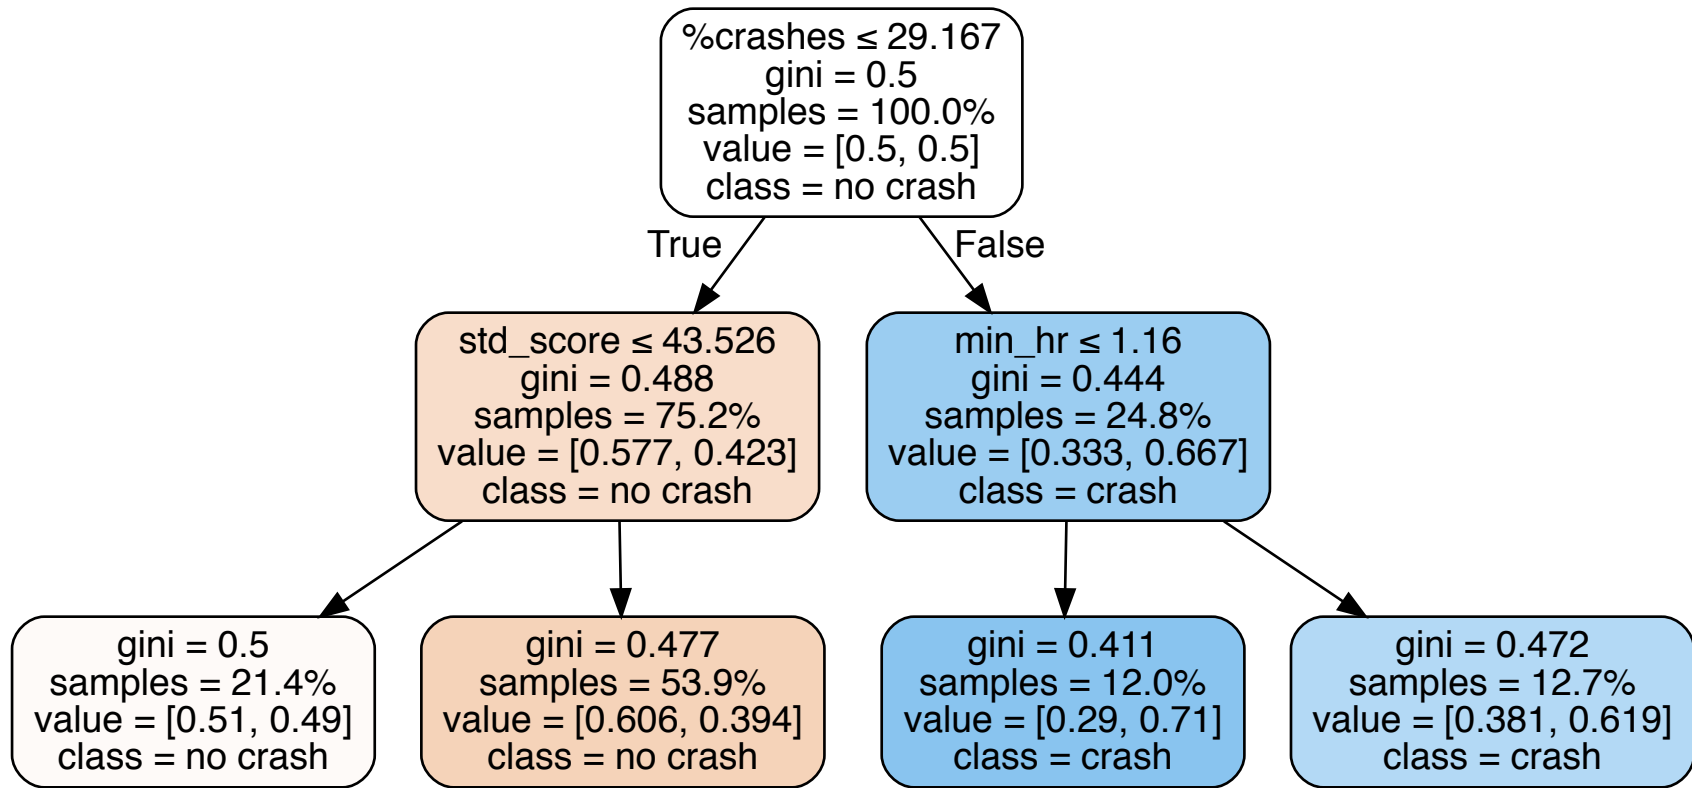 %crashes ≤ 29.167
gini = 0.5
samples = 100.0%
value = [0.5, 0.5]
class = no crash
True
False
std_score ≤ 43.526
gini = 0.488
samples = 75.2%
value = [0.577, 0.423]
class = no crash
min_hr ≤ 1.16
gini = 0.444
samples = 24.8%
value = [0.333, 0.667]
class = crash
gini = 0.5
samples = 21.4%
value = [0.51, 0.49]
class = no crash
gini = 0.477
samples = 53.9%
value = [0.606, 0.394]
class = no crash
gini = 0.411
samples = 12.0%
value = [0.29, 0.71]
class = crash
gini = 0.472
samples = 12.7%
value = [0.381, 0.619]
class = crash